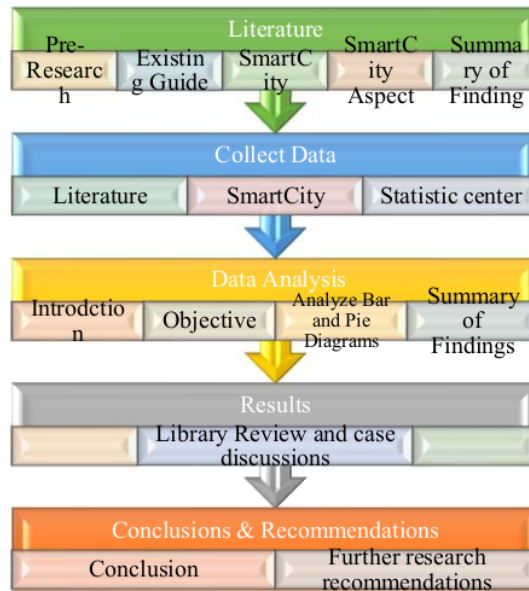 Literature
Pre-
Researc
h
Existin
g Guide
SmartC
ity
SmartC
ity
Aspect
Summa
ry of
Finding
Collect Data
Literature
SmartCity
Statistic center
Data Analysis
Introdction
n
Objective
Analyze Bar
and Pie
Diagrams
Summary
of
Findings
Results
Library Review and case
discussions
Conclusions & Recommendations
Conclusion
Further research
recommendations